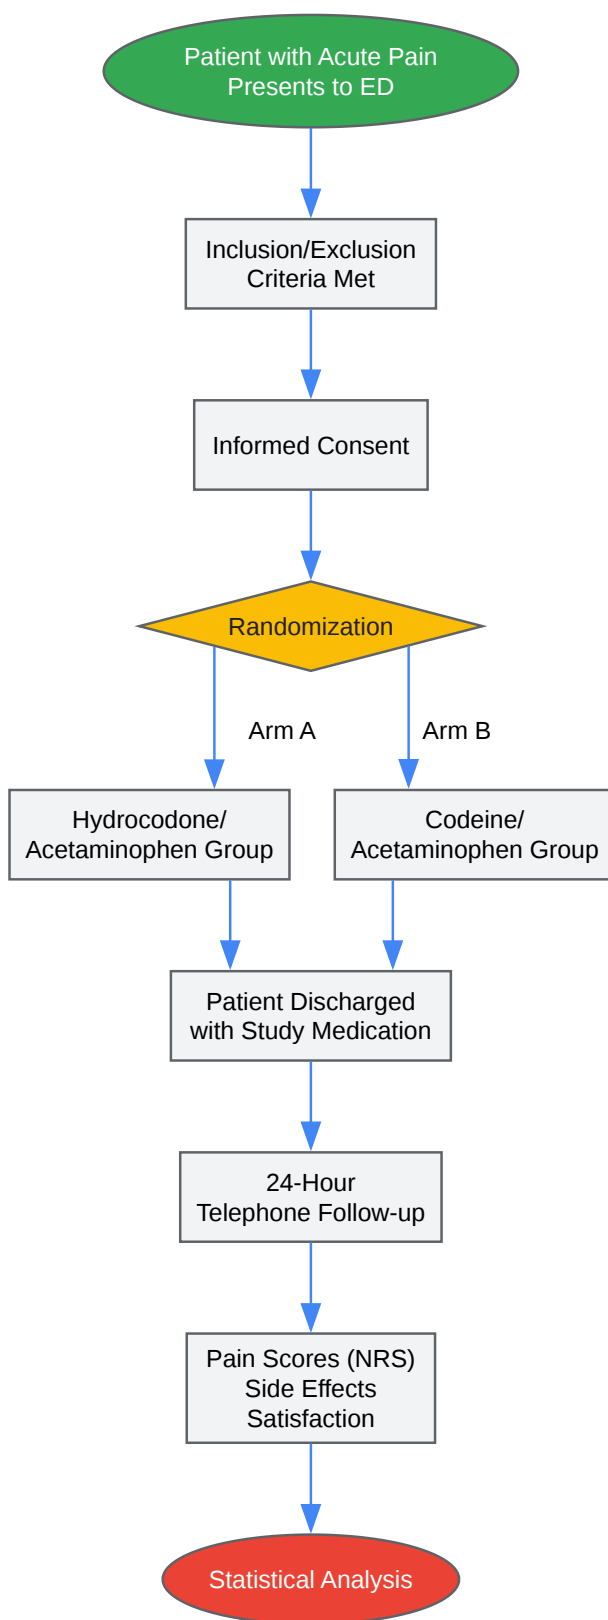 Patient with Acute Pain
Presents to ED
Inclusion/Exclusion
Criteria Met
Informed Consent
Randomization
Arm A
Arm B
Hydrocodone/
Acetaminophen Group
Codeine/
Acetaminophen Group
Patient Discharged
with Study Medication
24-Hour
Telephone Follow-up
Pain Scores (NRS)
Side Effects
Satisfaction
Statistical Analysis